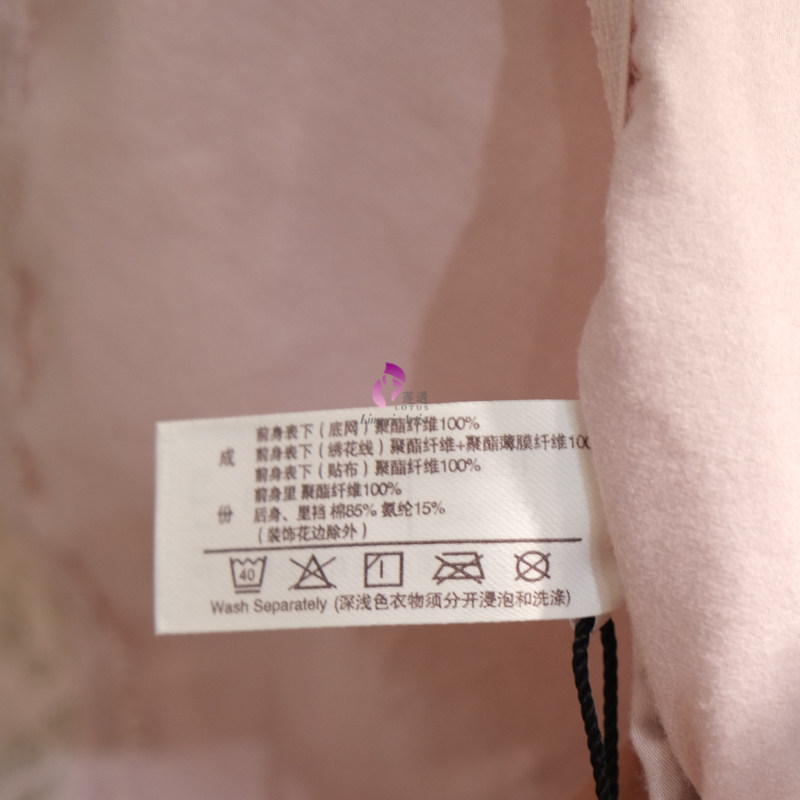 莲遇
LOTUS
成份
前身表下（底网）聚酯纤维100%
前身表下（绣花线）聚酯纤维+聚酯薄膜纤维100
前身表下（贴布）聚酯纤维100%
前身里 聚酯纤维100%
后身、里裆 棉85% 氨纶15%
（装饰花边除外）
40
Wash Separately (深浅色衣物须分开浸泡和洗涤)